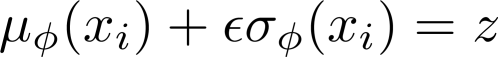 μ_ϕ(x_i) + ϵσ_ϕ(x_i) = z